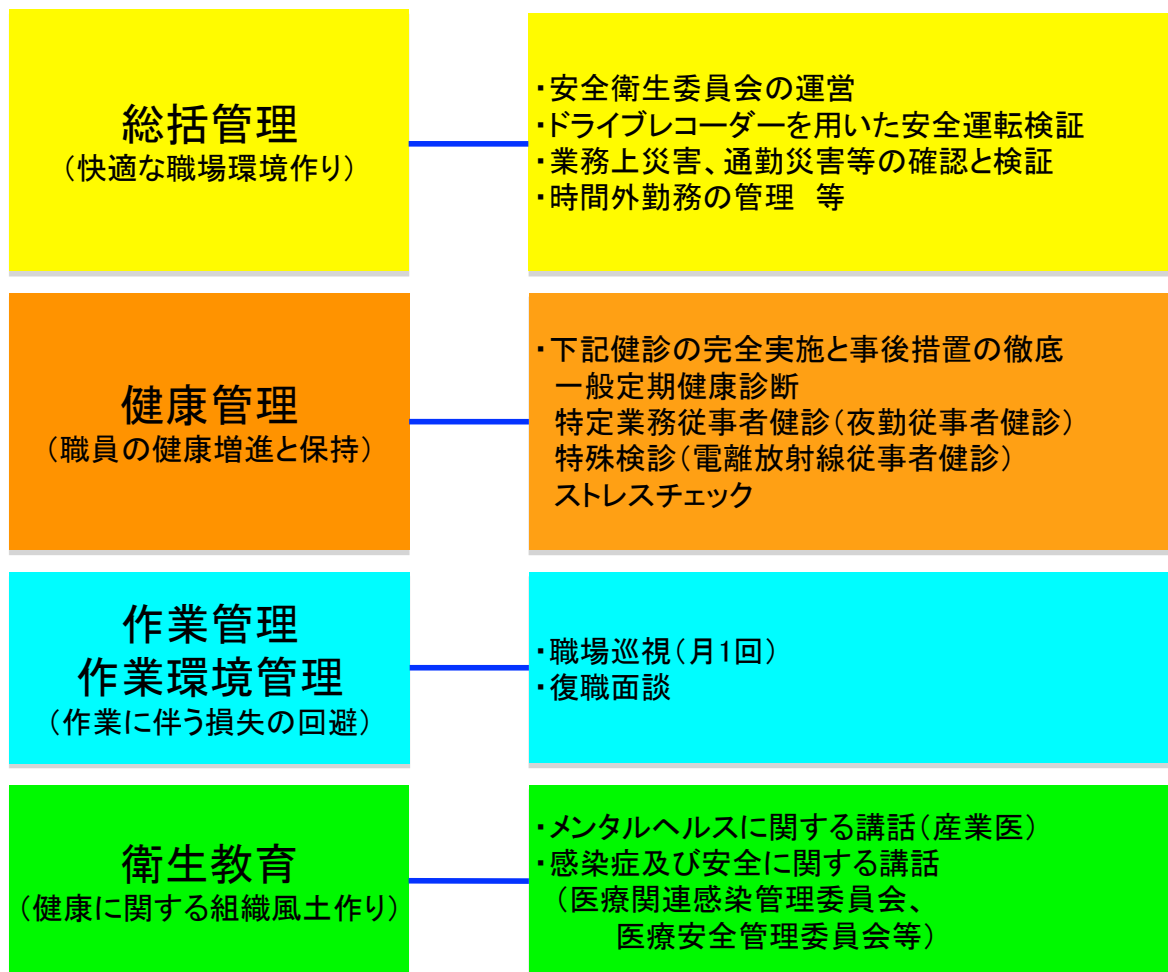 総括管理
（快適な職場環境作り）
・安全衛生委員会の運営
・ドライブレコーダーを用いた安全運転検証
・業務上災害、通勤災害等の確認と検証
・時間外勤務の管理　等
健康管理
（職員の健康増進と保持）
・下記健診の完全実施と事後措置の徹底
一般定期健康診断
特定業務従事者健診（夜勤従事者健診）
特殊検診（電離放射線従事者健診）
ストレスチェック
作業管理
作業環境管理
（作業に伴う損失の回避）
・職場巡視（月1回）
・復職面談
衛生教育
（健康に関する組織風土作り）
・メンタルヘルスに関する講話（産業医）
・感染症及び安全に関する講話
（医療関連感染管理委員会、
医療安全管理委員会等）